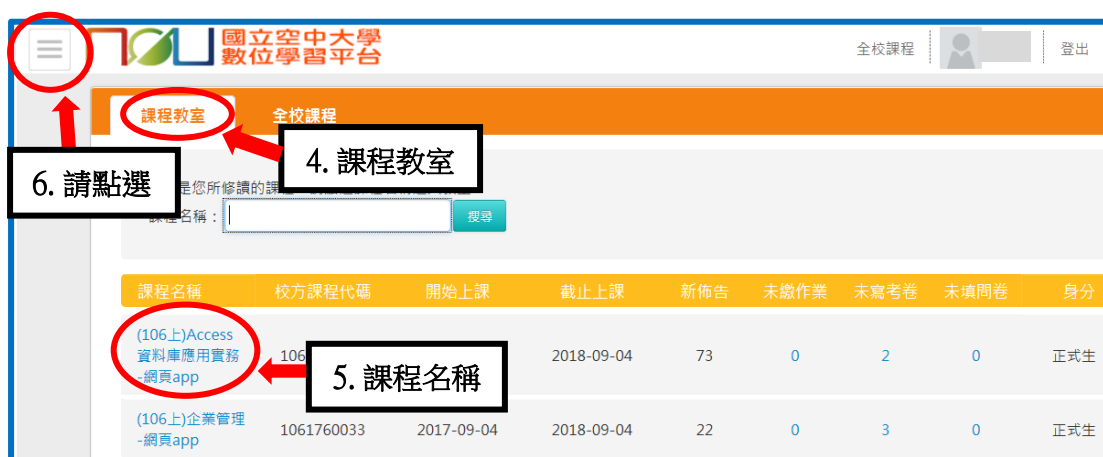 nou 國立空中大學
數位學習平台
全校課程 登出
課程教室 全校課程
4. 課程教室
6. 請點選
是您所修讀的課
課程名稱： 搜尋
課程名稱 校方課程代碼 開始上課 截止上課 新佈告 未繳作業 未寫考卷 未填問卷 身分
(106上)Access
資料庫應用實務
-網頁app
106 2018-09-04 73 0 2 0 正式生
5. 課程名稱
(106上)企業管理
-網頁app
1061760033 2017-09-04 2018-09-04 22 0 3 0 正式生